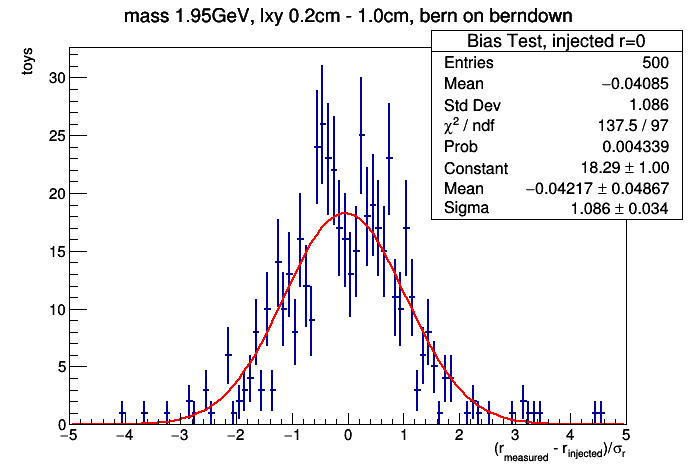 mass 1.95GeV, lxy 0.2cm - 1.0cm, bern on berndown
Bias Test, injected r=0
Entries 500
Mean −0.04085
Std Dev 1.086
χ² / ndf 137.5 / 97
Prob 0.004339
Constant 18.29 ± 1.00
Mean −0.04217 ± 0.04867
Sigma 1.086 ± 0.034
toys
30
25
20
15
10
5
0
−5 −4 −3 −2 −1 0 1 2 3 4 5
(r_measured - r_injected)/σ_r